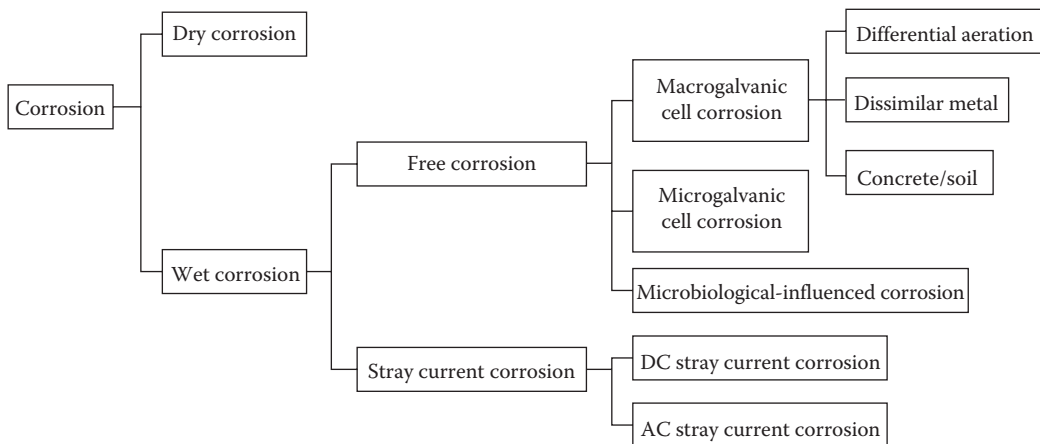 Differential aeration
Dry corrosion
Macrogalvanic
cell corrosion
Corrosion
Dissimilar metal
Free corrosion
Concrete/soil
Microgalvanic
cell corrosion
Wet corrosion
Microbiological-influenced corrosion
Stray current corrosion
DC stray current corrosion
AC stray current corrosion